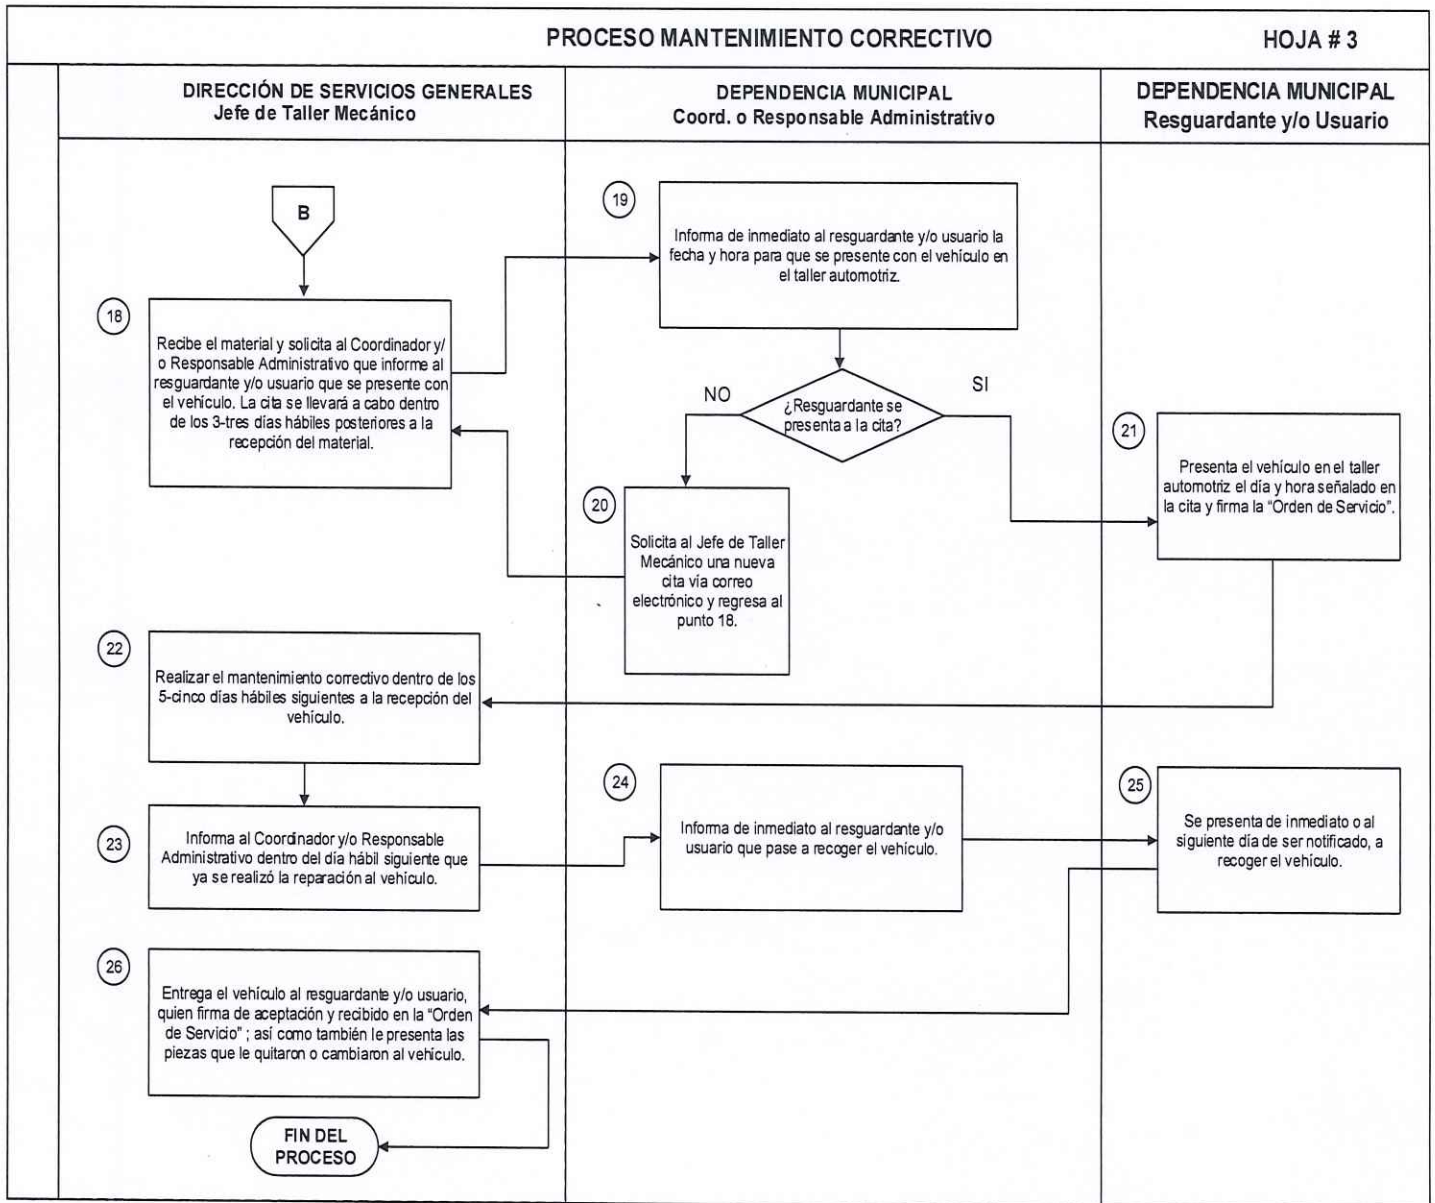 PROCESO MANTENIMIENTO CORRECTIVO
HOJA # 3
DIRECCIÓN DE SERVICIOS GENERALES
Jefe de Taller Mecánico
DEPENDENCIA MUNICIPAL
Coord. o Responsable Administrativo
DEPENDENCIA MUNICIPAL
Resguardante y/o Usuario
B
18
Recibe el material y solicita al Coordinador y/
o Responsable Administrativo que informe al
resguardante y/o usuario que se presente con
el vehículo. La cita se llevará a cabo dentro
de los 3-tres días hábiles posteriores a la
recepción del material.
19
Informa de inmediato al resguardante y/o usuario la
fecha y hora para que se presente con el vehículo en
el taller automotriz.
¿Resguardante se
presenta a la cita?
NO
SI
20
Solicita al Jefe de Taller
Mecánico una nueva
cita vía correo
electrónico y regresa al
punto 18.
21
Presenta el vehículo en el taller
automotriz el día y hora señalado en
la cita y firma la “Orden de Servicio”.
22
Realizar el mantenimiento correctivo dentro de los
5-cinco días hábiles siguientes a la recepción del
vehículo.
23
Informa al Coordinador y/o Responsable
Administrativo dentro del día hábil siguiente que
ya se realizó la reparación al vehículo.
24
Informa de inmediato al resguardante y/o
usuario que pase a recoger el vehículo.
25
Se presenta de inmediato o al
siguiente día de ser notificado, a
recoger el vehículo.
26
Entrega el vehículo al resguardante y/o usuario,
quien firma de aceptación y recibido en la “Orden
de Servicio” ; así como también le presenta las
piezas que le quitaron o cambiaron al vehículo.
FIN DEL
PROCESO